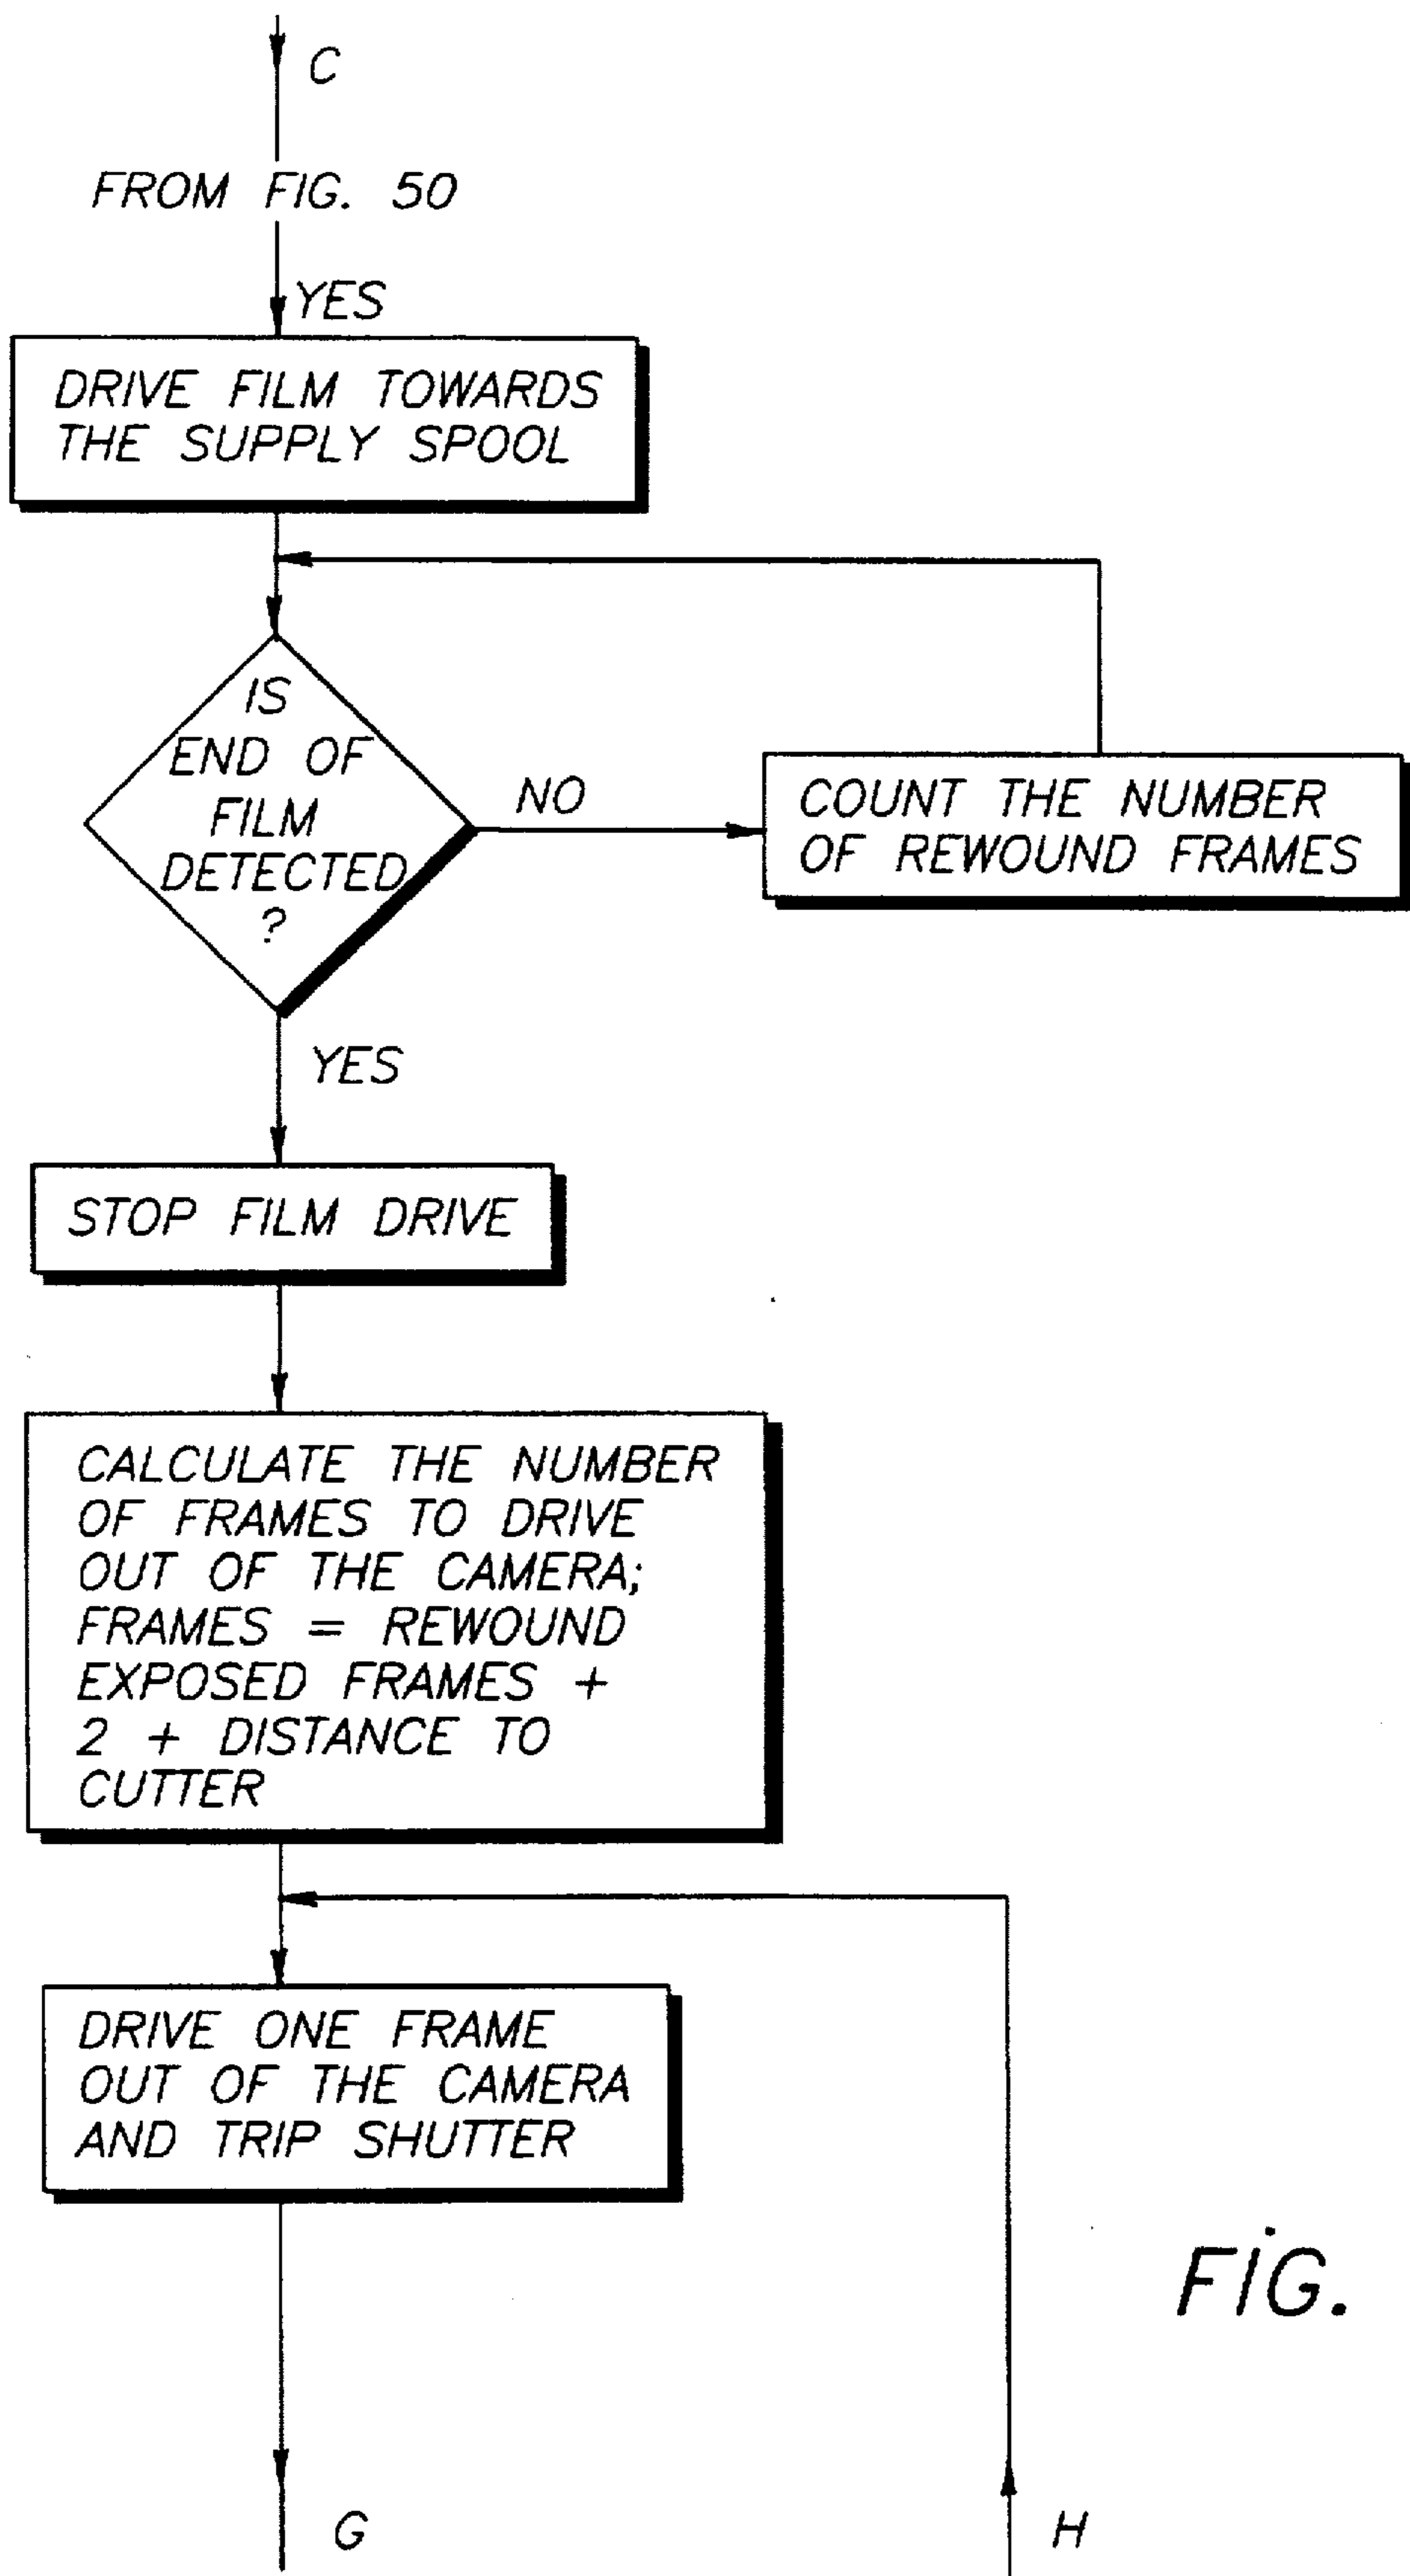 C
FROM FIG. 50
YES
DRIVE FILM TOWARDS
THE SUPPLY SPOOL
IS
END OF
FILM
DETECTED
?
NO
COUNT THE NUMBER
OF REWOUND FRAMES
YES
STOP FILM DRIVE
CALCULATE THE NUMBER
OF FRAMES TO DRIVE
OUT OF THE CAMERA;
FRAMES = REWOUND
EXPOSED FRAMES +
2 + DISTANCE TO
CUTTER
DRIVE ONE FRAME
OUT OF THE CAMERA
AND TRIP SHUTTER
FIG.
G
H